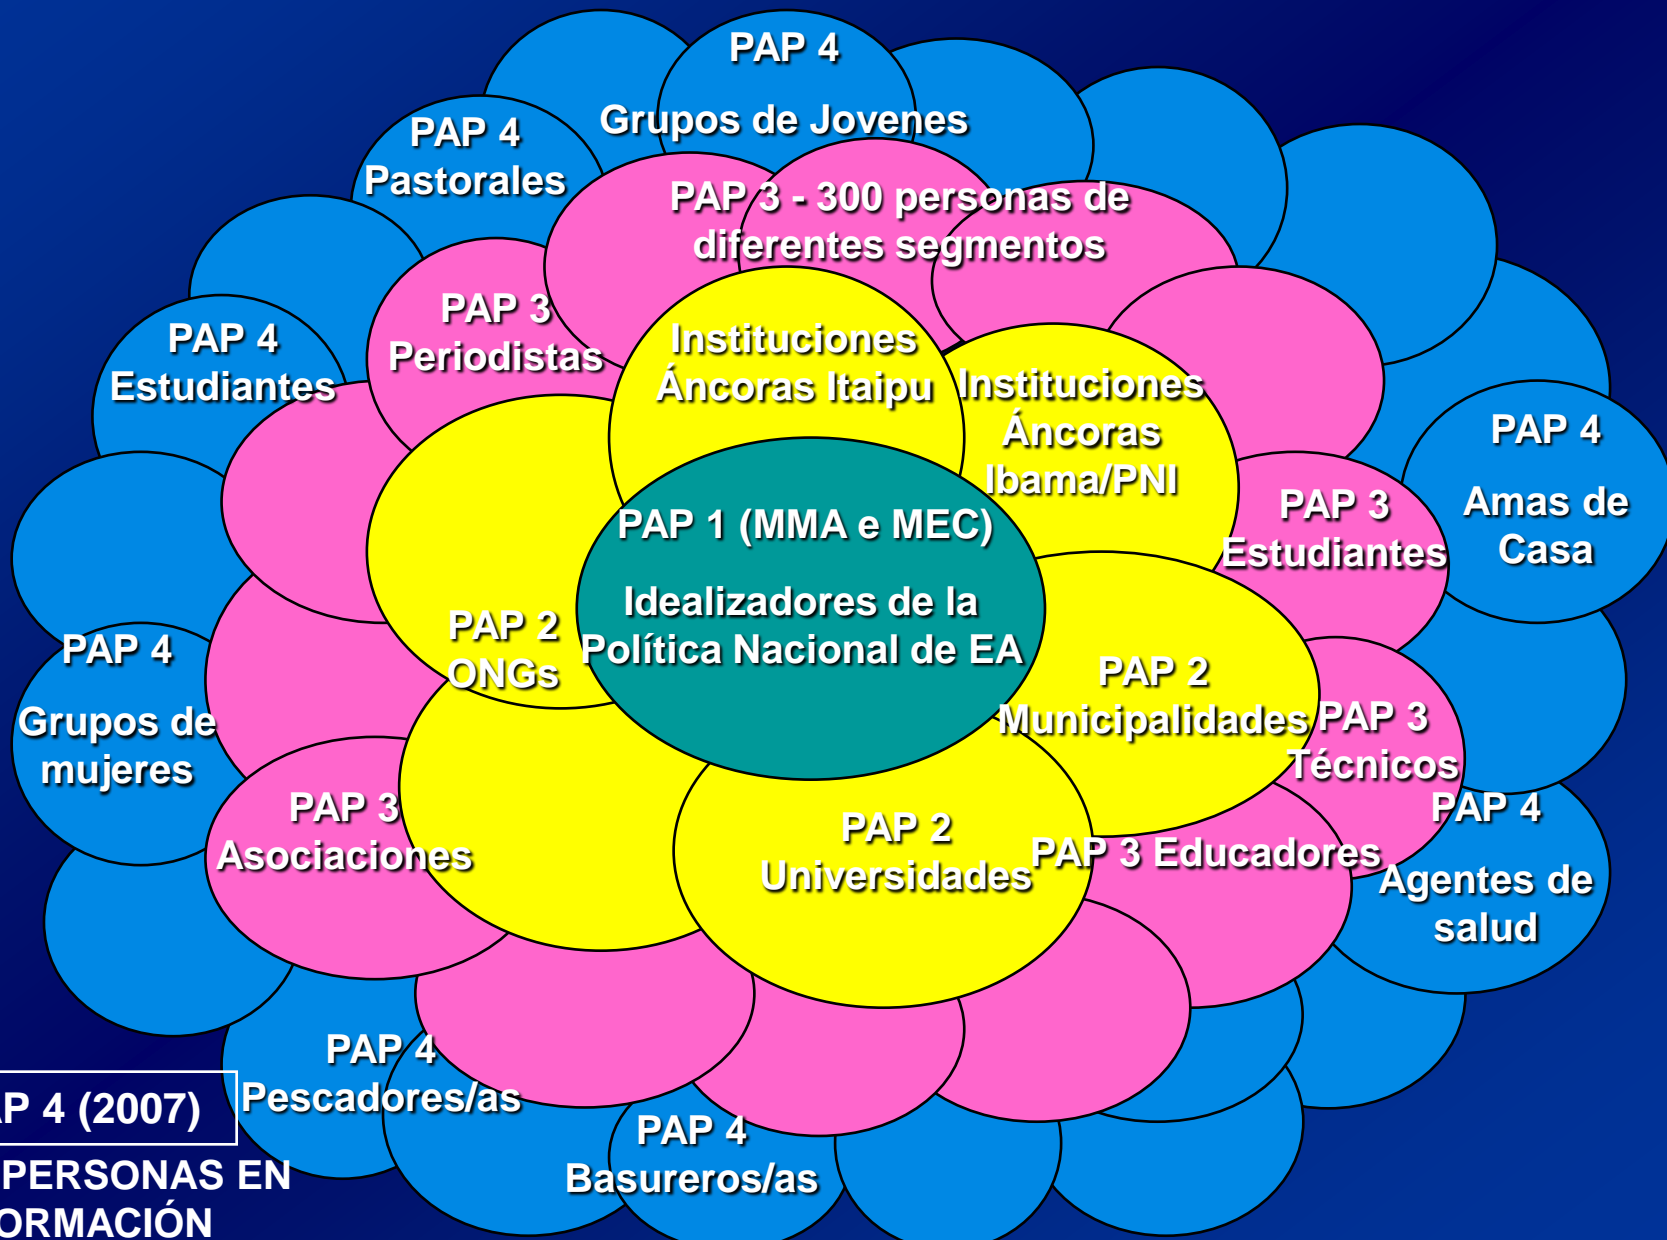 PAP 4
Grupos de Jovenes
PAP 4
Pastorales
PAP 3 - 300 personas de
diferentes segmentos
PAP 3
Periodistas
PAP 4
Estudiantes
Instituciones
Áncoras Itaipu
Instituciones
Áncoras
Ibama/PNI
PAP 4
Amas de
Casa
PAP 3
Estudiantes
PAP 1 (MMA e MEC)
Idealizadores de la
Política Nacional de EA
PAP 2
ONGs
PAP 4
Grupos de
mujeres
PAP 2
Municipalidades
PAP 3
Técnicos
PAP 3
Asociaciones
PAP 2
Universidades
PAP 3 Educadores
PAP 4
Agentes de
salud
PAP 4
Pescadores/as
PAP 4
Basureros/as
AP 4 (2007)
PERSONAS EN
ORMACIÓN